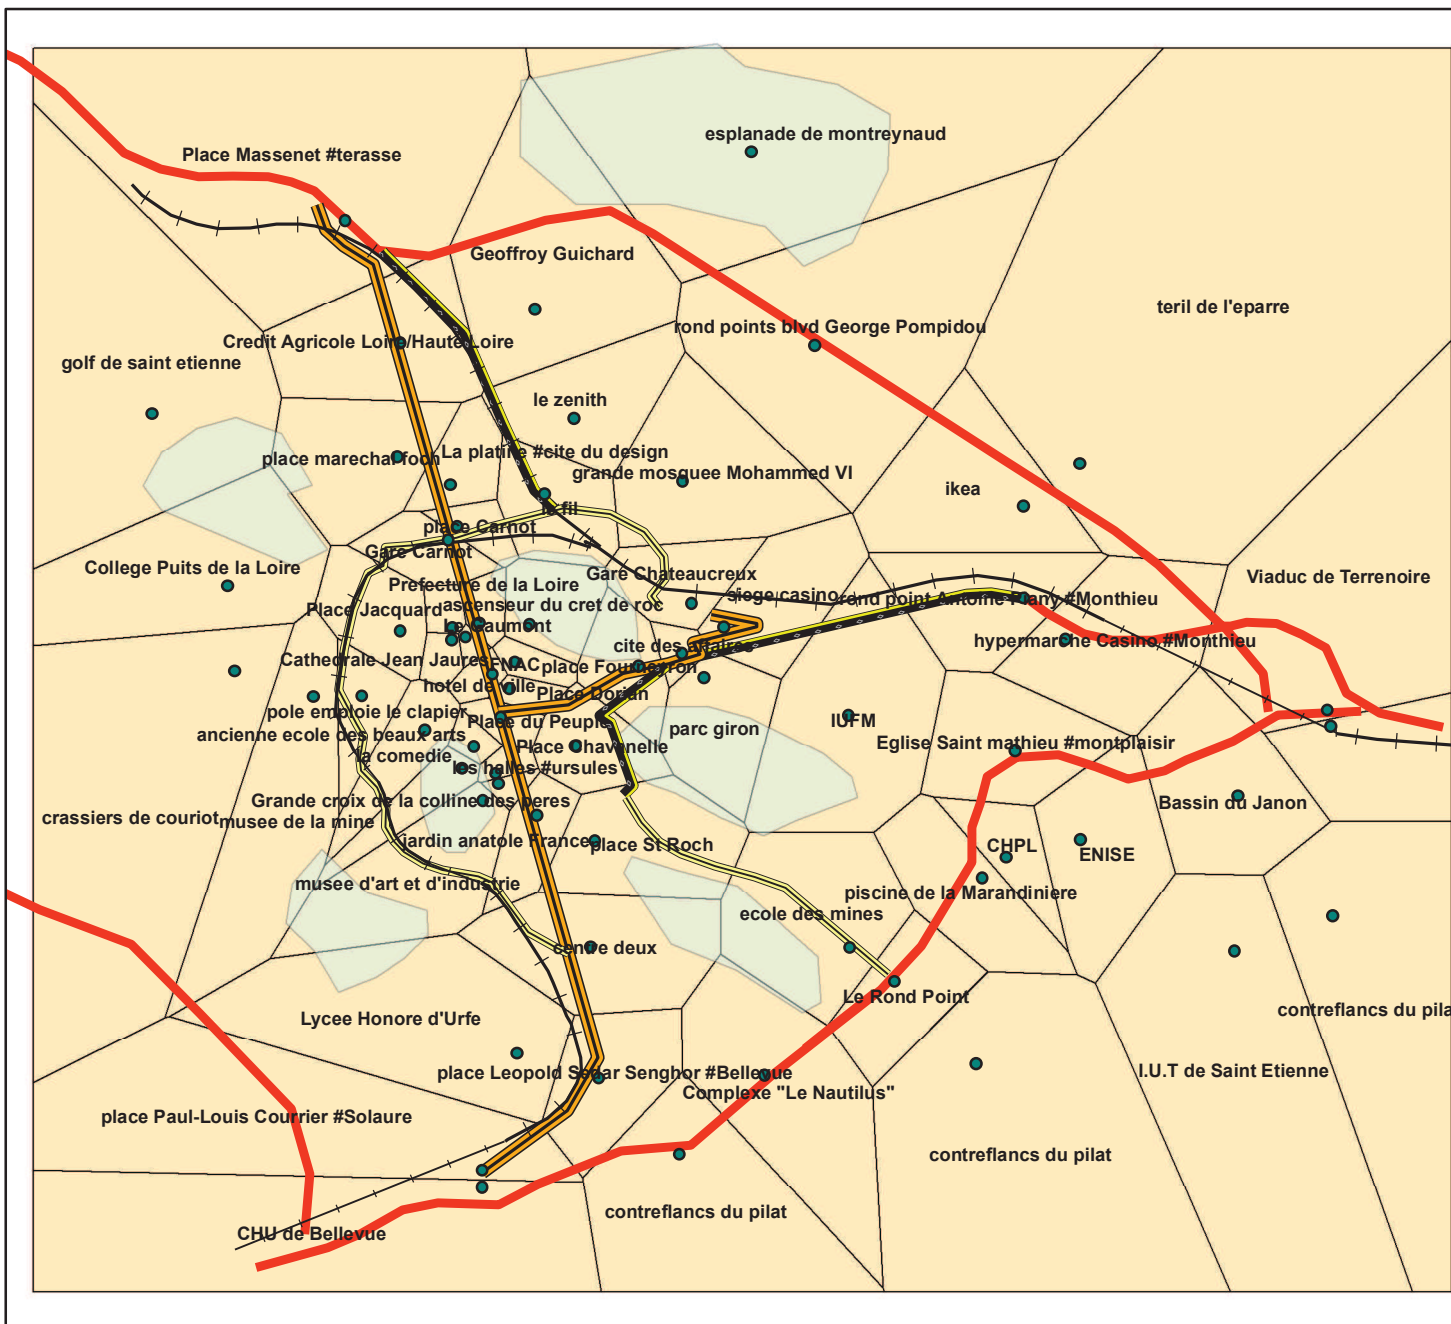 esplanade de montreynaud
Place Massenet #terasse
Geoffroy Guichard
teril de l'eparre
rond points blvd George Pompidou
Credit Agricole Loire/Haute Loire
golf de saint etienne
le zenith
La platine #cite du design
place marechal foch
grande mosquee Mohammed VI
ikea
le fil
place Carnot
Gare Carnot
College Puits de la Loire
Gare Chateaucreux
Viaduc de Terrenoire
Prefecture de la Loire
siege casino
rond point Antoine Piany #Monthieu
Place Jacquard
ascenseur du cret de roc
Le Gaumont
hypermarche Casino #Monthieu
cite des affaires
Cathedrale Jean Jaures
FNAC
place Fourneyron
hotel de ville
Place Dorian
pole emploie le clapier
Place du Peuple
parc giron
IUFM
ancienne ecole des beaux arts
Place Chavanelle
Eglise Saint mathieu #montplaisir
la comedie
les halles #ursules
Grande croix de la colline des peres
Bassin du Janon
crassiers de couriot
musee de la mine
jardin anatole France
place St Roch
CHPL
ENISE
musee d'art et d'industrie
piscine de la Marandiniere
ecole des mines
centre deux
Le Rond Point
contreflancs du pila
Lycee Honore d'Urfe
place Leopold Sedar Senghor #Bellevue
I.U.T de Saint Etienne
Complexe "Le Nautilus"
place Paul-Louis Courrier #Solaure
contreflancs du pilat
contreflancs du pilat
CHU de Bellevue